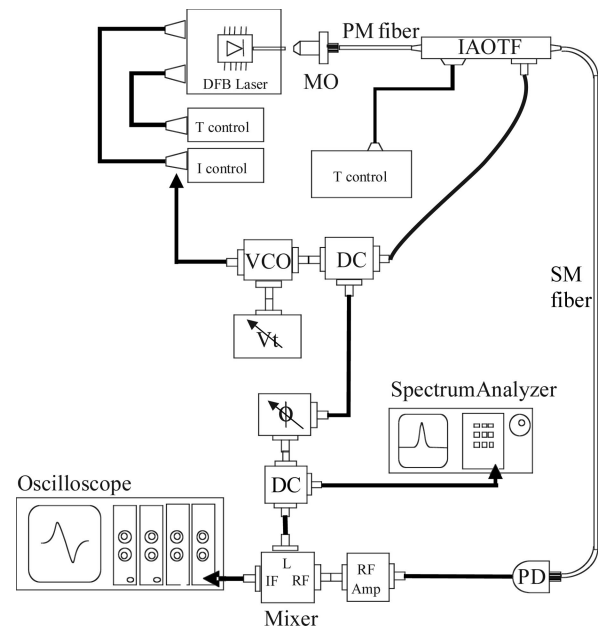 PM fiber
IAOTF
DFB Laser
MO
T control
I control
T control
VCO
DC
SM
fiber
Vt
SpectrumAnalyzer
ϕ
DC
Oscilloscope
L
IF RF
RF
Amp
PD
Mixer